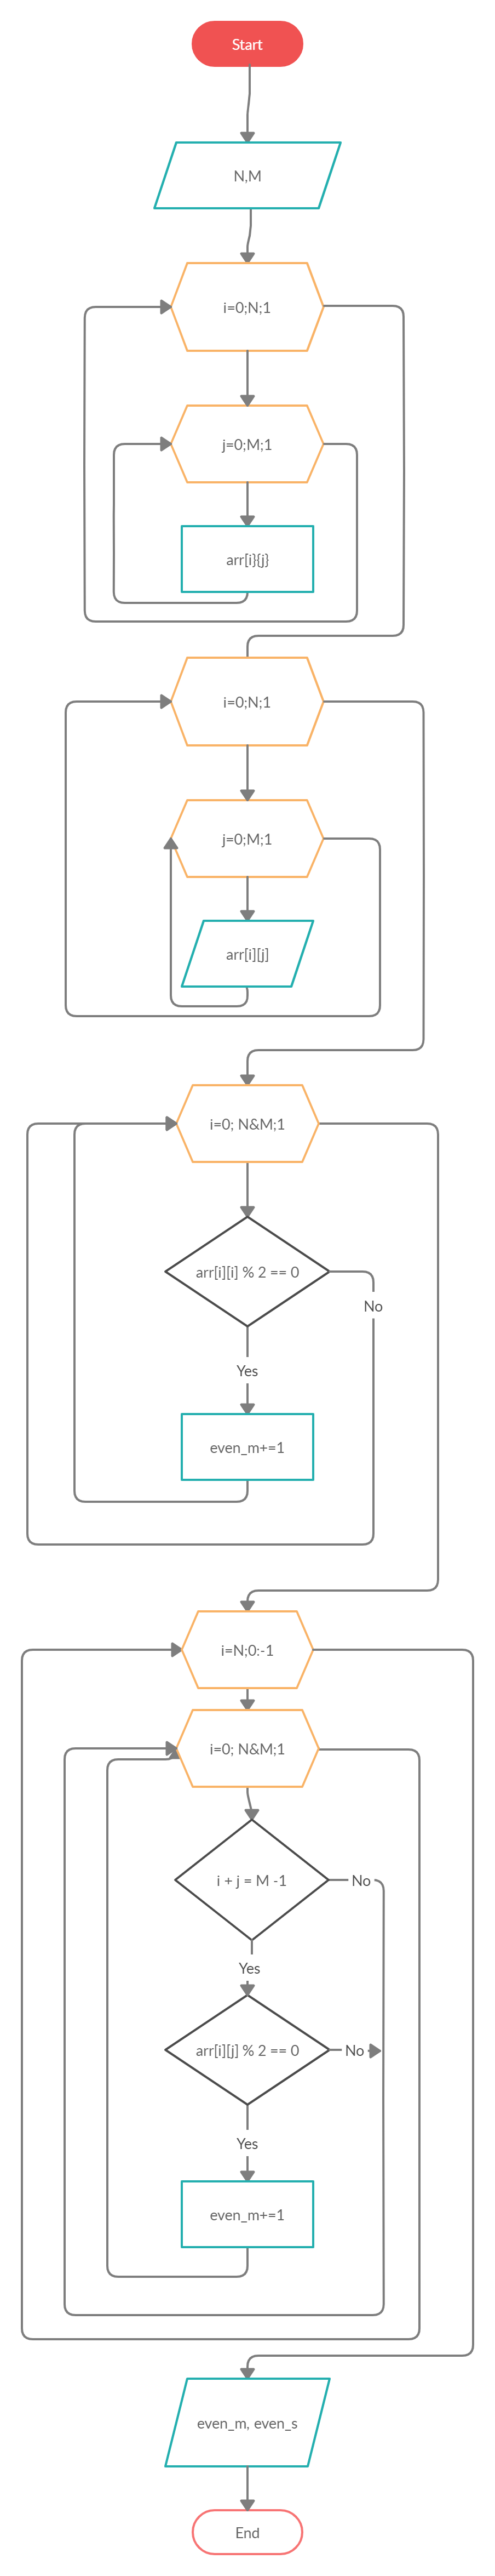 Start
N,M
i=0;N;1
j=0;M;1
arr[i}{j}
i=0;N;1
j=0;M;1
arr[i][j]
i=0; N&M;1
arr[i][i] % 2 == 0
No
Yes
even_m+=1
i=N;0:-1
i=0; N&M;1
i + j = M -1
No
Yes
arr[i][j] % 2 == 0
No
Yes
even_m+=1
even_m, even_s
End